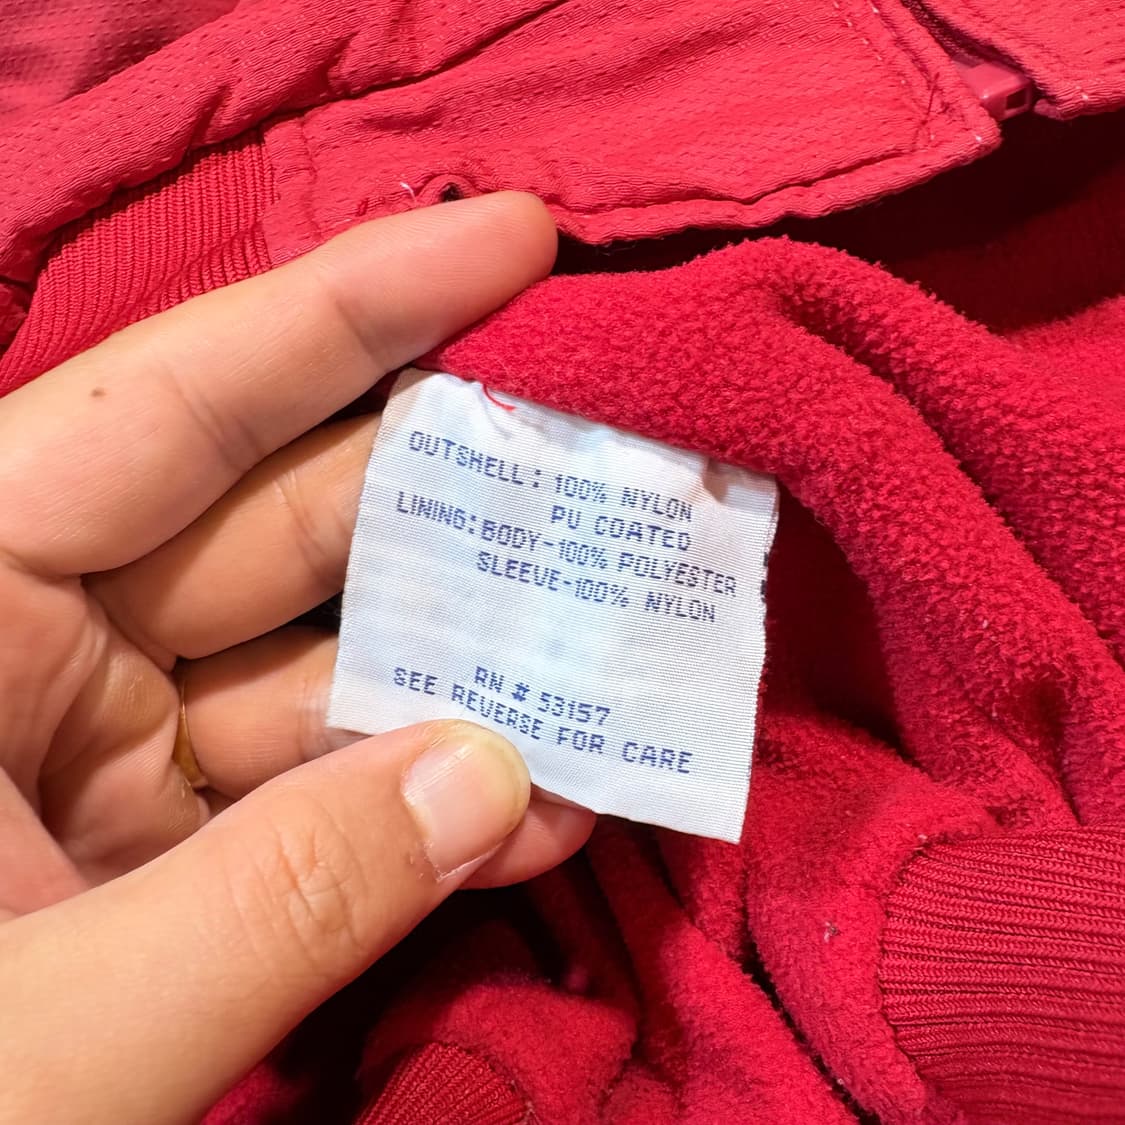 OUTSHELL: 100% NYLON
PU COATED
LINING: BODY-100% POLYESTER
SLEEVE-100% NYLON
RN # 53157
SEE REVERSE FOR CARE